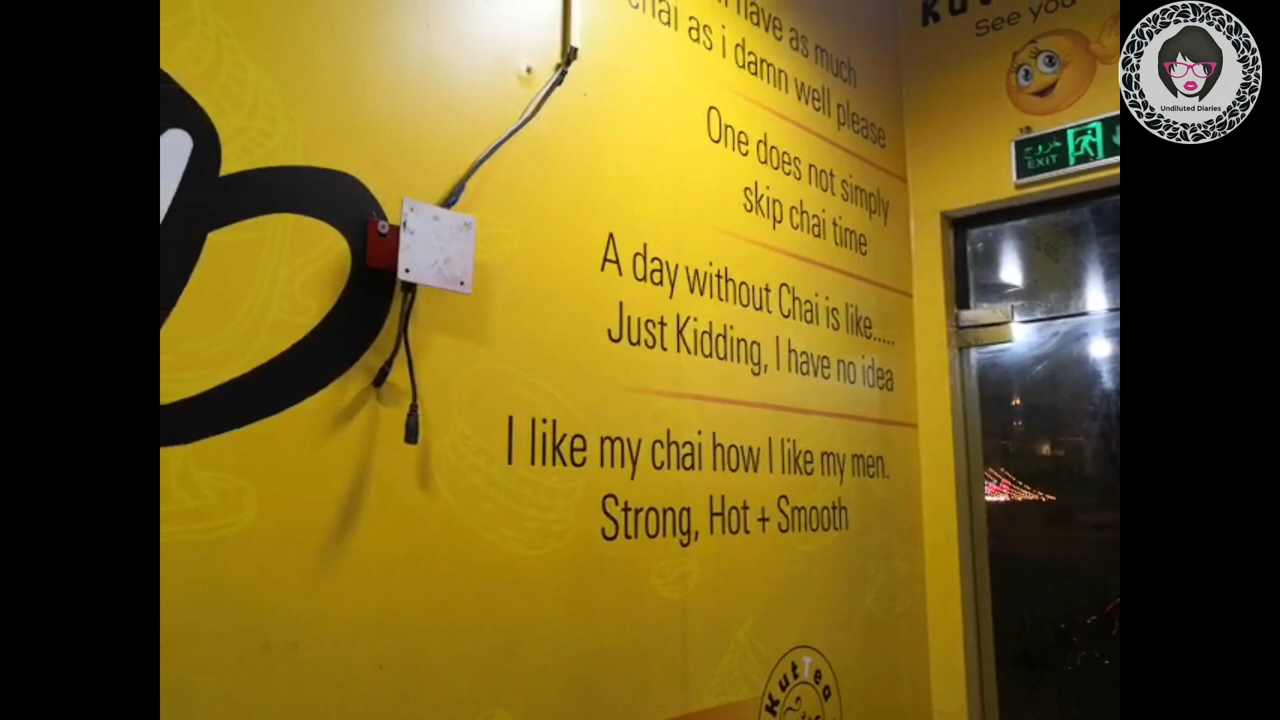 have as much
chai as i damn well please
One does not simply
skip chai time
A day without Chai is like.....
Just Kidding, I have no idea
I like my chai how I like my men.
Strong, Hot + Smooth
See you
خروج
EXIT
Undiluted Diaries
KutTea